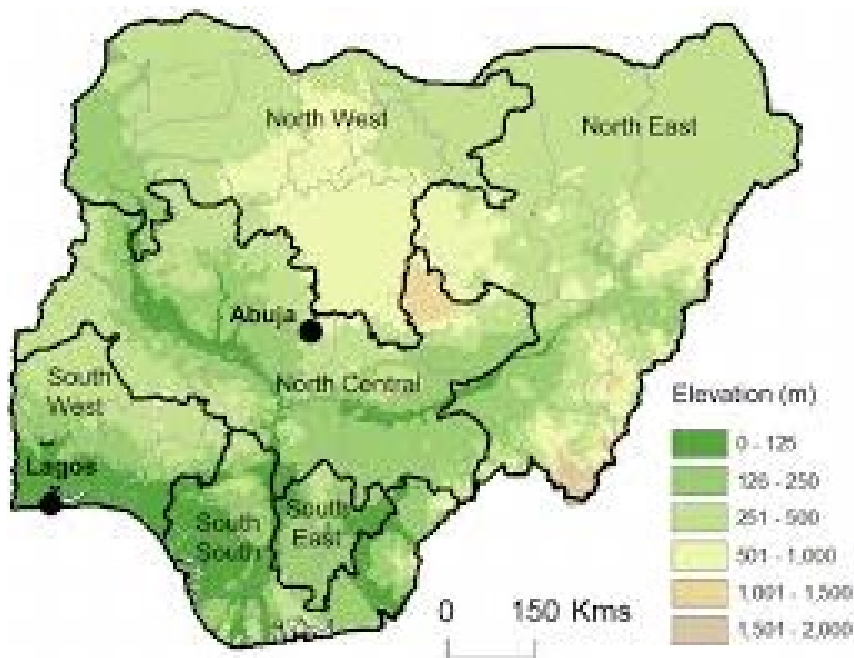 North West
North East
Abuja
South
West
North Central
Lagos
South
South
South
East
Elevation (m)
0 - 125
126 - 250
251 - 500
501 - 1,000
1,001 - 1,500
1,501 - 2,000
0 150 Kms